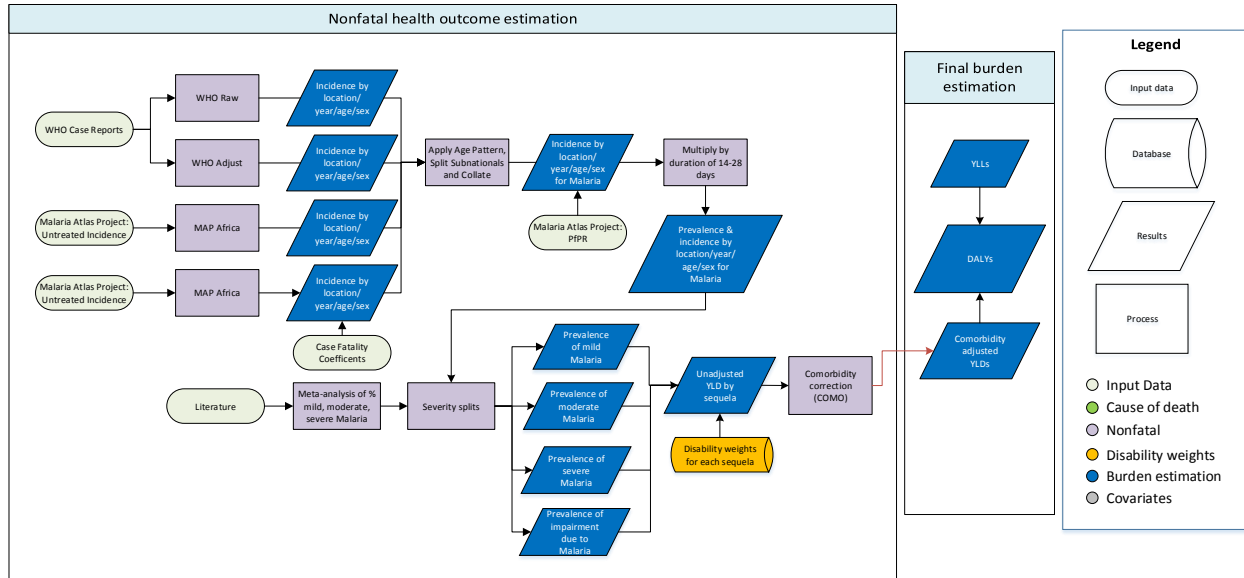 Nonfatal health outcome estimation
WHO Case Reports
WHO Raw
Incidence by
location/
year/age/sex
WHO Adjust
Incidence by
location/
year/age/sex
Malaria Atlas Project:
Untreated Incidence
MAP Africa
Incidence by
location/
year/age/sex
Malaria Atlas Project:
Untreated Incidence
MAP Africa
Incidence by
location/
year/age/sex
Case Fatality
Coefficents
Apply Age Pattern,
Split Subnationals
and Collate
Incidence by
location/
year/age/sex
for Malaria
Malaria Atlas Project:
PfPR
Multiply by
duration of 14-28
days
Prevalence &
incidence by
location/year/
age/sex for
Malaria
Literature
Meta-analysis of %
mild, moderate,
severe Malaria
Severity splits
Prevalence
of mild
Malaria
Prevalence of
moderate
Malaria
Prevalence of
severe
Malaria
Prevalence of
impairment
due to
Malaria
Unadjusted
YLD by
sequela
Disability weights
for each sequela
Comorbidity
correction
(COMO)
Final burden
estimation
YLLs
DALYs
Comorbidity
adjusted
YLDs
Legend
Input data
Database
Results
Process
Input Data
Cause of death
Nonfatal
Disability weights
Burden estimation
Covariates